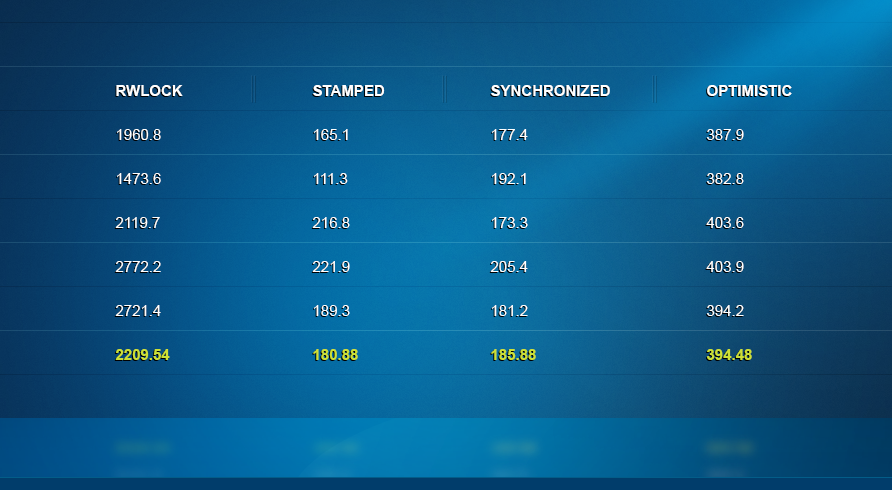 RWLOCK STAMPED SYNCHRONIZED OPTIMISTIC
1960.8 165.1 177.4 387.9
1473.6 111.3 192.1 382.8
2119.7 216.8 173.3 403.6
2772.2 221.9 205.4 403.9
2721.4 189.3 181.2 394.2
2209.54 180.88 185.88 394.48